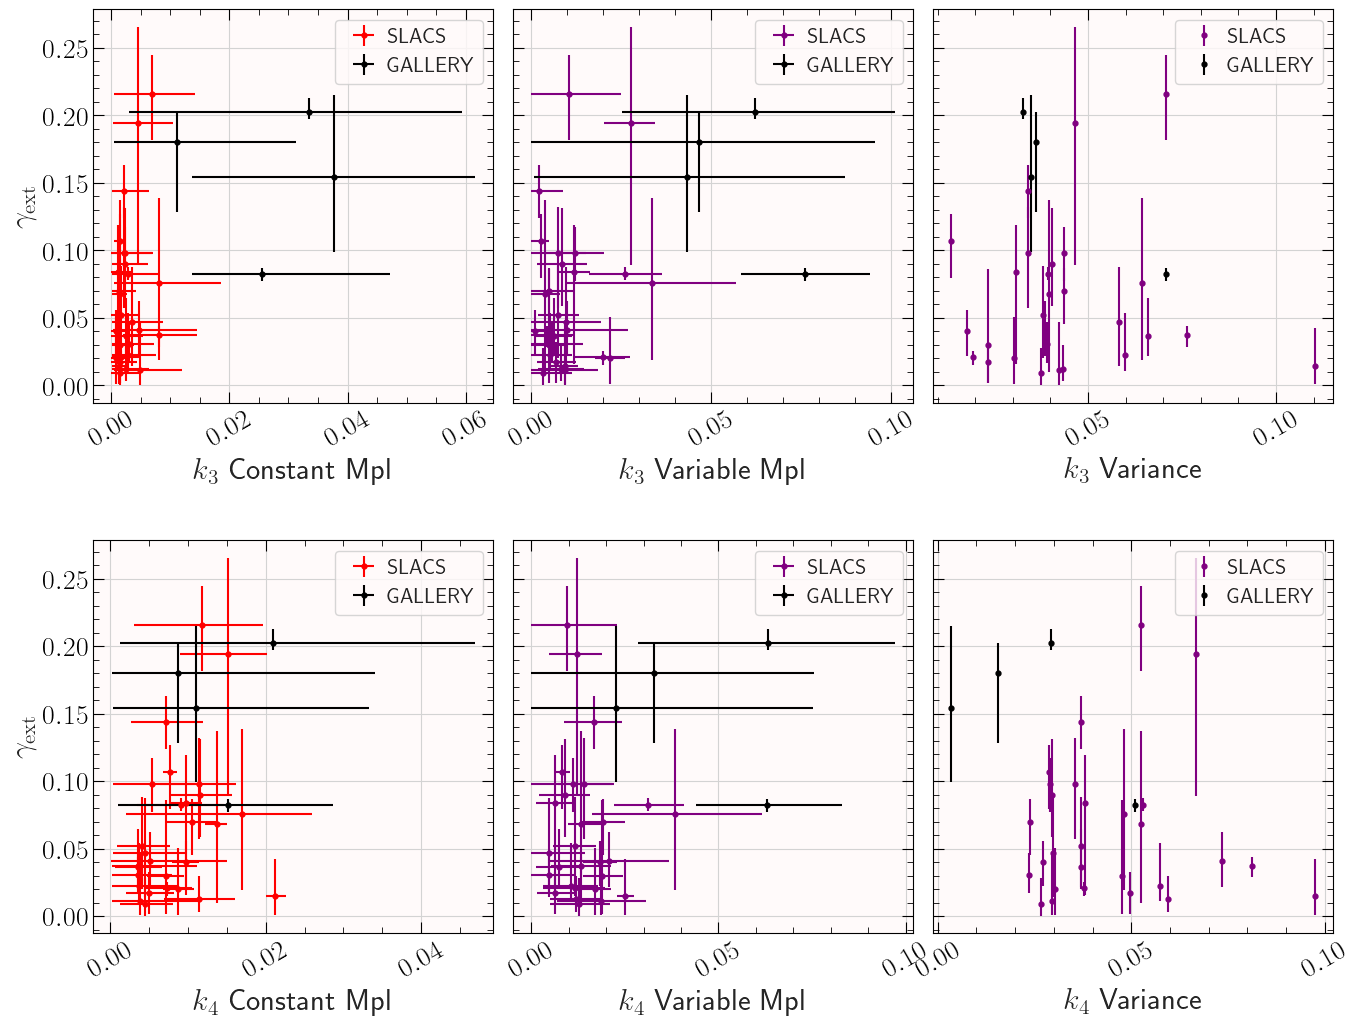 SLACS
GALLERY
SLACS
GALLERY
SLACS
GALLERY
0.25
0.20
0.15
0.10
0.05
0.00
γext
0.00 0.02 0.04 0.06
0.00 0.05 0.10
0.05 0.10
k3 Constant Mpl
k3 Variable Mpl
k3 Variance
SLACS
GALLERY
SLACS
GALLERY
SLACS
GALLERY
0.25
0.20
0.15
0.10
0.05
0.00
γext
0.00 0.02 0.04
0.00 0.05 0.10
0.00 0.05 0.10
k4 Constant Mpl
k4 Variable Mpl
k4 Variance